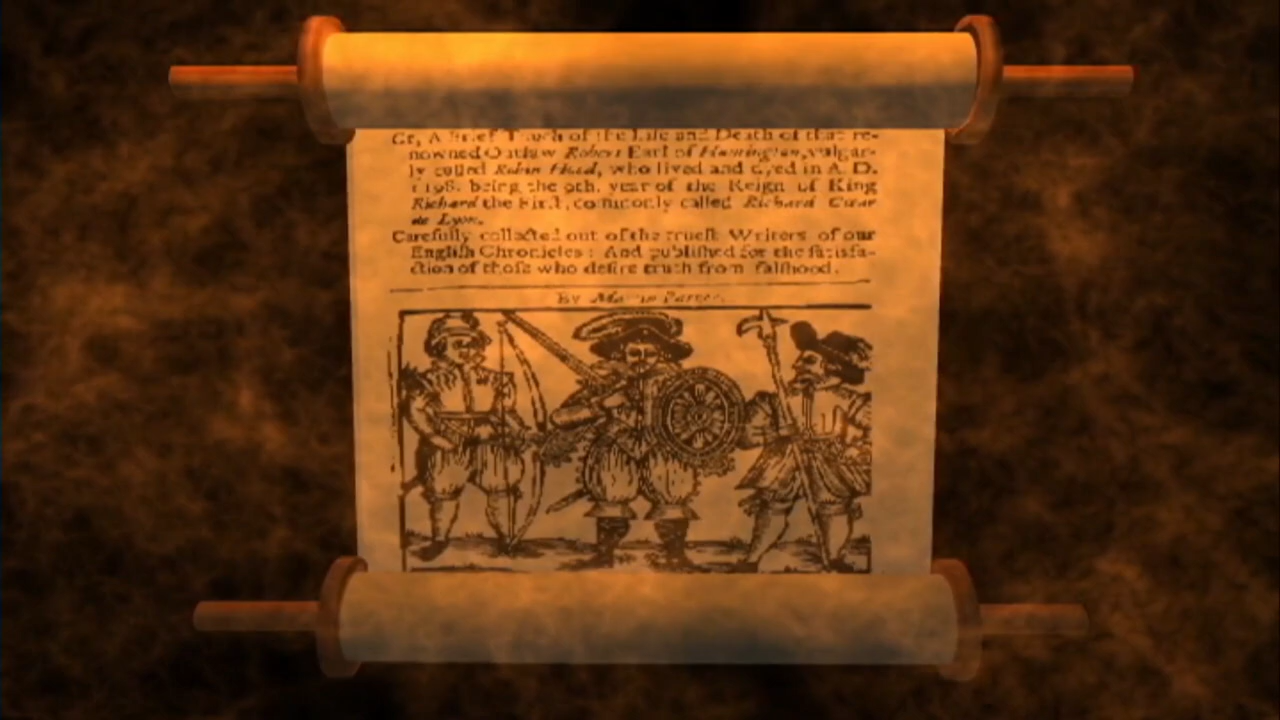 Or, A Brief Touch of the Life and Death of that re-
nowned Outlaw Robert Earl of Huntington, vulgar-
ly called Robin Hood, who lived and dyed in A. D.
1198. being the 9th. year of the Reign of King
Richard the First, commonly called Richard Cuer
de Lyon.
Carefully collected out of the truest Writers of our
English Chronicles: And published for the satisfa-
ction of those who desire truth from falshood.
By Martin Parker.